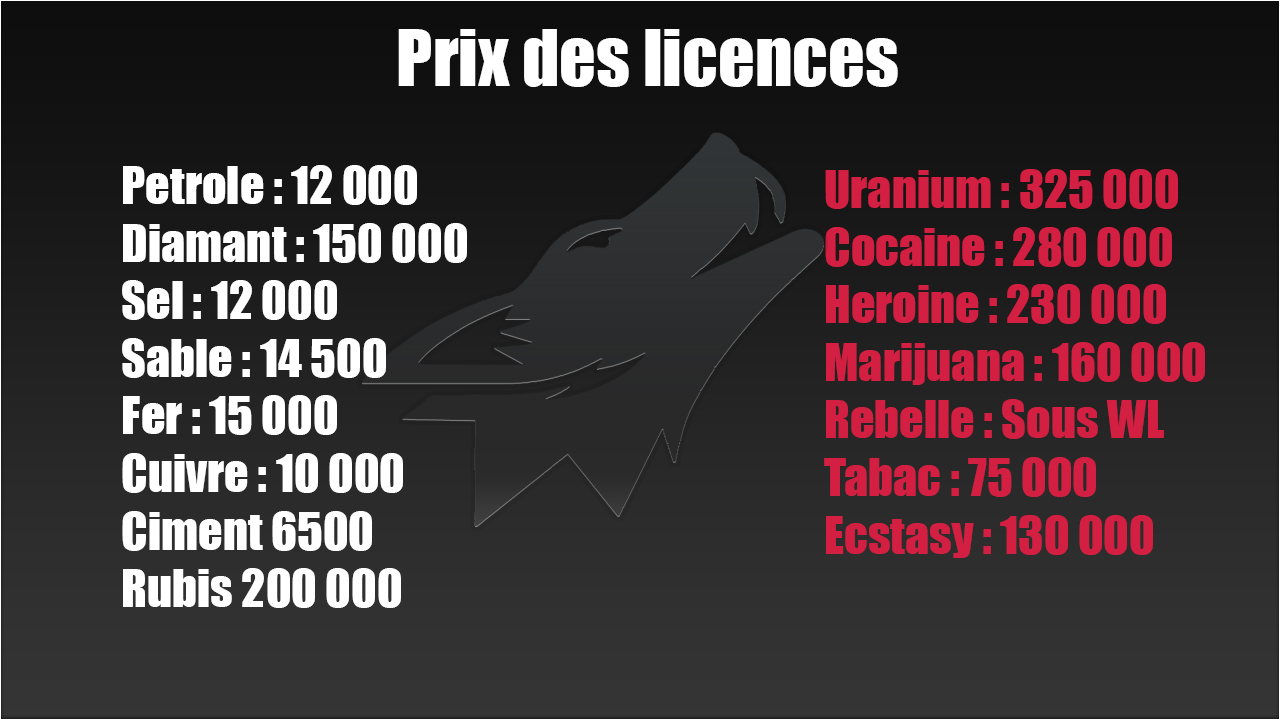 Prix des licences
Petrole : 12 000
Diamant : 150 000
Sel : 12 000
Sable : 14 500
Fer : 15 000
Cuivre : 10 000
Ciment 6500
Rubis 200 000
Uranium : 325 000
Cocaine : 280 000
Heroine : 230 000
Marijuana : 160 000
Rebelle : Sous WL
Tabac : 75 000
Ecstasy : 130 000